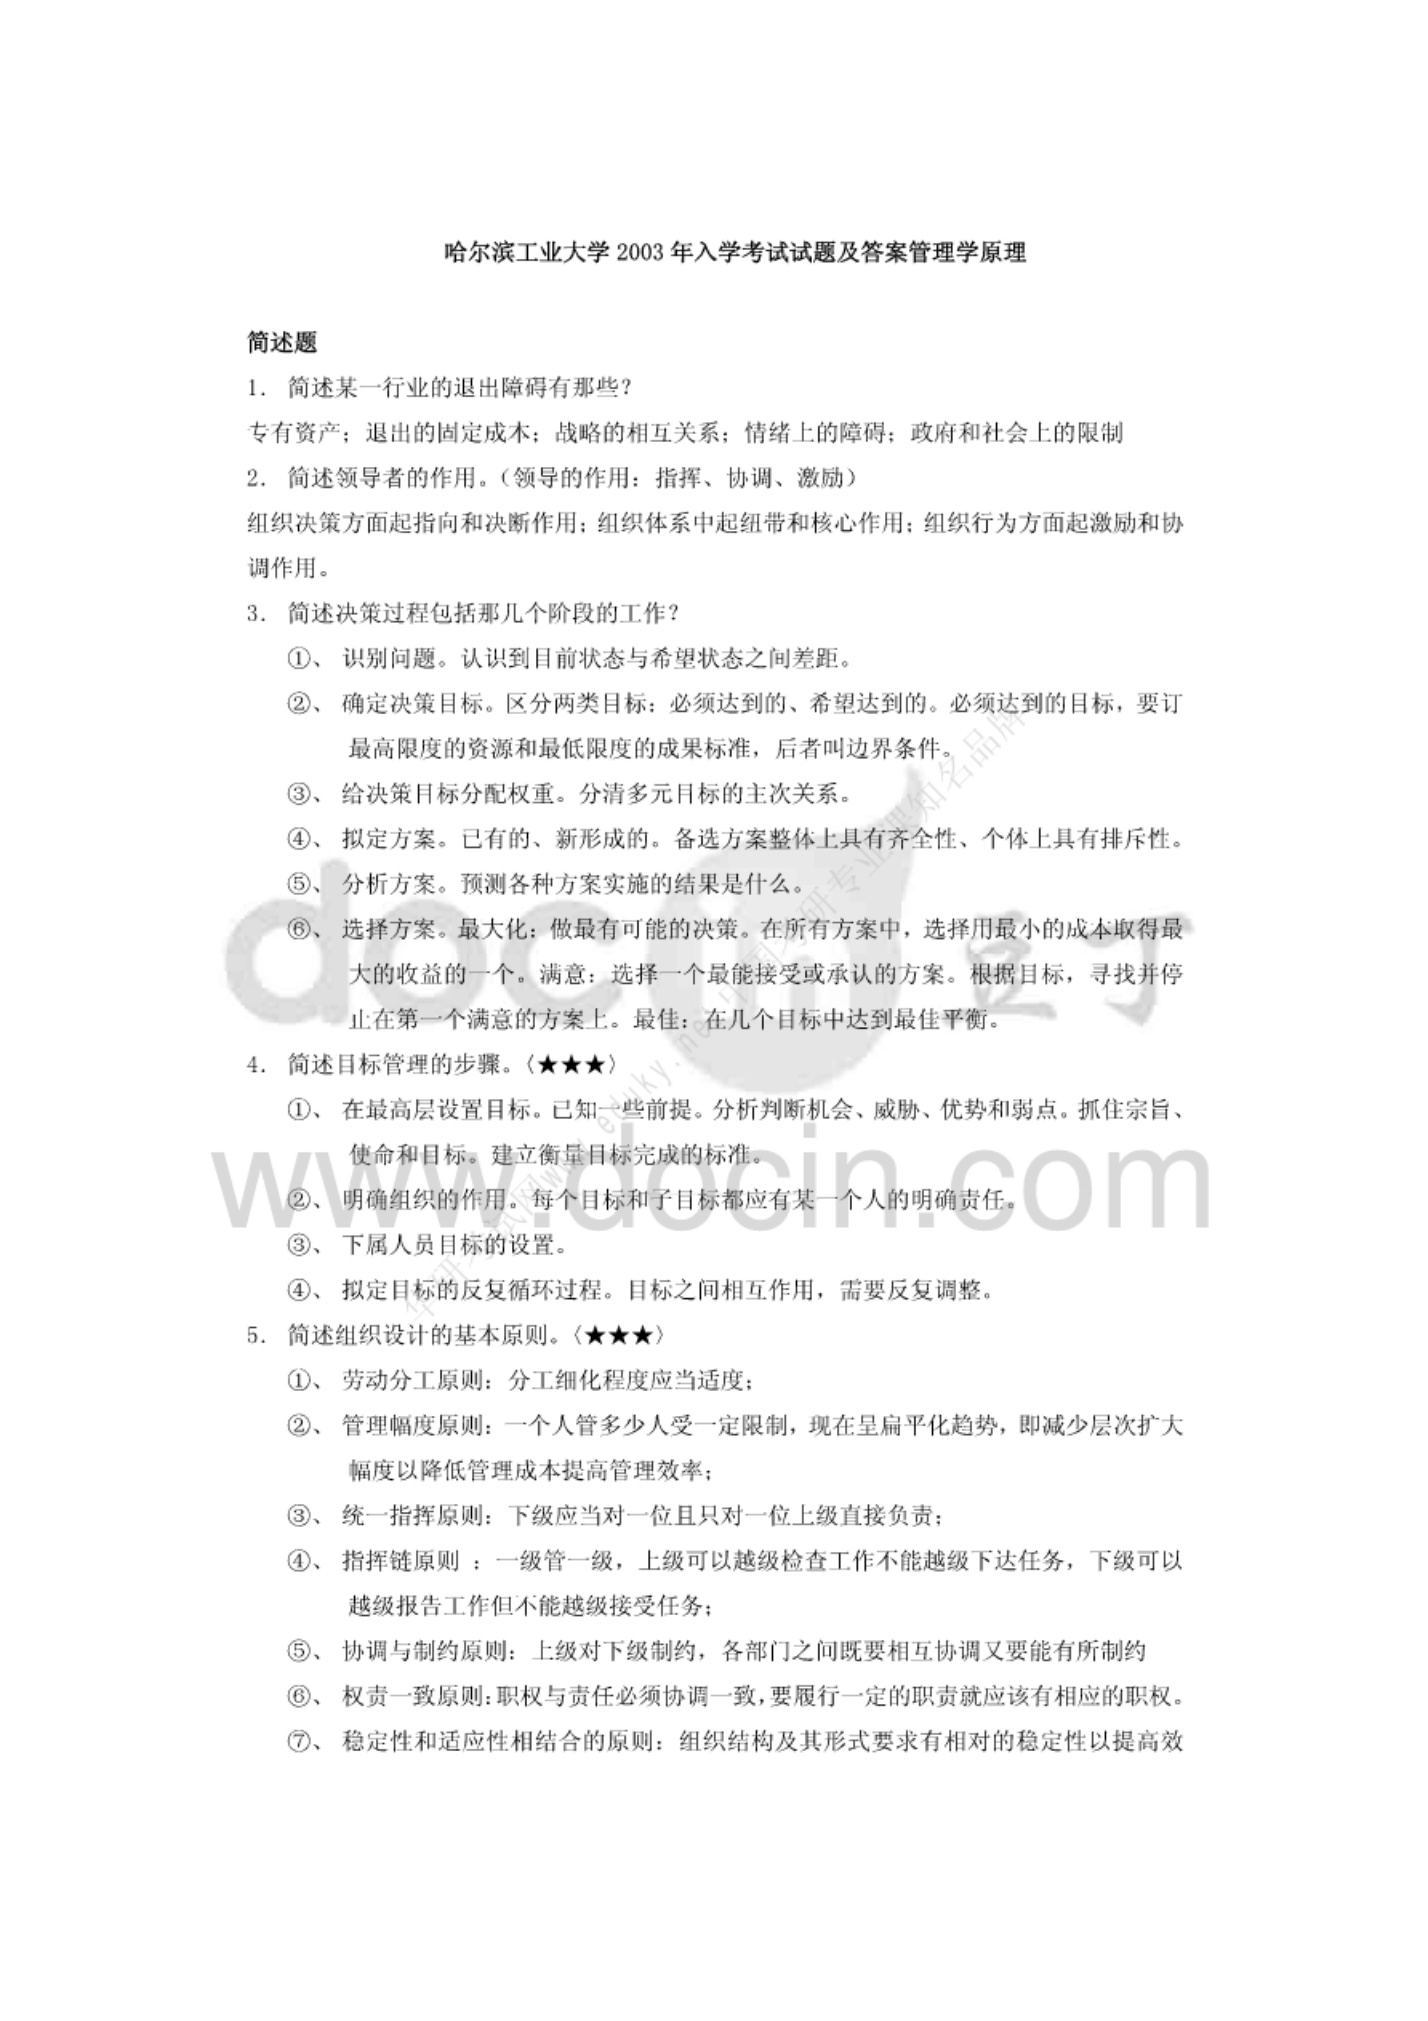 哈尔滨工业大学 2003 年入学考试试题及答案管理学原理
简述题
1. 简述某一行业的退出障碍有那些？
专有资产；退出的固定成本；战略的相互关系；情绪上的障碍；政府和社会上的限制
2. 简述领导者的作用。（领导的作用：指挥、协调、激励）
组织决策方面起指向和决断作用；组织体系中起纽带和核心作用；组织行为方面起激励和协
调作用。
3. 简述决策过程包括那几个阶段的工作？
①、 识别问题。认识到目前状态与希望状态之间差距。
②、 确定决策目标。区分两类目标：必须达到的、希望达到的。必须达到的目标，要订
最高限度的资源和最低限度的成果标准，后者叫边界条件。
③、 给决策目标分配权重。分清多元目标的主次关系。
④、 拟定方案。已有的、新形成的。备选方案整体上具有齐全性、个体上具有排斥性。
⑤、 分析方案。预测各种方案实施的结果是什么。
⑥、 选择方案。最大化：做最有可能的决策。在所有方案中，选择用最小的成本取得最
大的收益的一个。满意：选择一个最能接受或承认的方案。根据目标，寻找并停
止在第一个满意的方案上。最佳：在几个目标中达到最佳平衡。
4. 简述目标管理的步骤。〈★★★〉
①、 在最高层设置目标。已知一些前提。分析判断机会、威胁、优势和弱点。抓住宗旨、
使命和目标。建立衡量目标完成的标准。
②、 明确组织的作用。每个目标和子目标都应有某一个人的明确责任。
③、 下属人员目标的设置。
④、 拟定目标的反复循环过程。目标之间相互作用，需要反复调整。
5. 简述组织设计的基本原则。〈★★★〉
①、 劳动分工原则：分工细化程度应当适度；
②、 管理幅度原则：一个人管多少人受一定限制，现在呈扁平化趋势，即减少层次扩大
幅度以降低管理成本提高管理效率；
③、 统一指挥原则：下级应当对一位且只对一位上级直接负责；
④、 指挥链原则 ：一级管一级，上级可以越级检查工作不能越级下达任务，下级可以
越级报告工作但不能越级接受任务；
⑤、 协调与制约原则：上级对下级制约，各部门之间既要相互协调又要能有所制约
⑥、 权责一致原则：职权与责任必须协调一致，要履行一定的职责就应该有相应的职权。
⑦、 稳定性和适应性相结合的原则：组织结构及其形式要求有相对的稳定性以提高效
docin 豆丁
www.docin.com